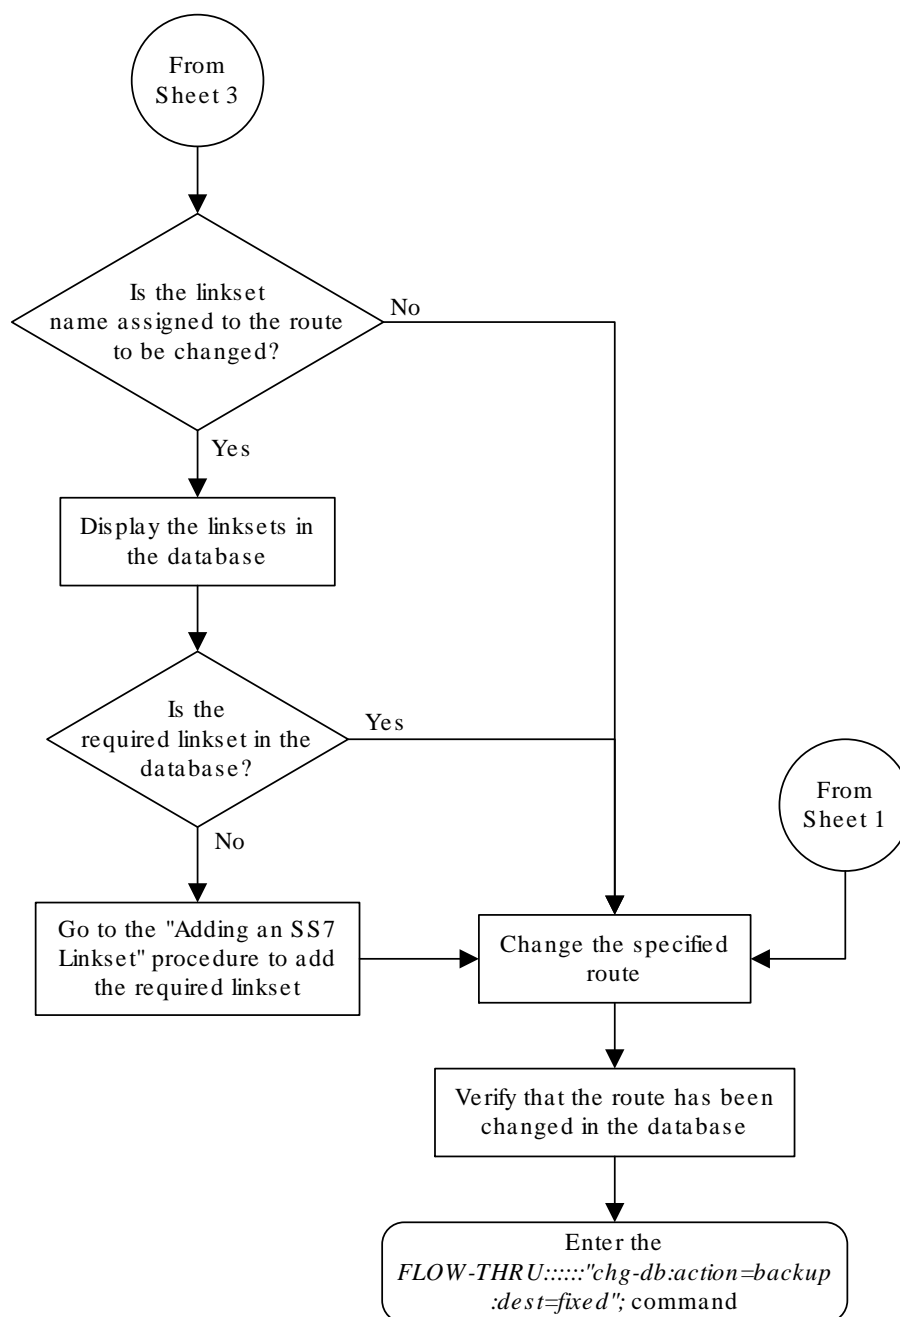 From
Sheet 3
Is the linkset
name assigned to the route
to be changed?
No
Yes
Display the linksets in
the database
Is the
required linkset in the
database?
Yes
No
From
Sheet 1
Go to the "Adding an SS7
Linkset" procedure to add
the required linkset
Change the specified
route
Verify that the route has been
changed in the database
Enter the
FLOW-THRU::::::"chg-db:action=backup
:dest=fixed"; command